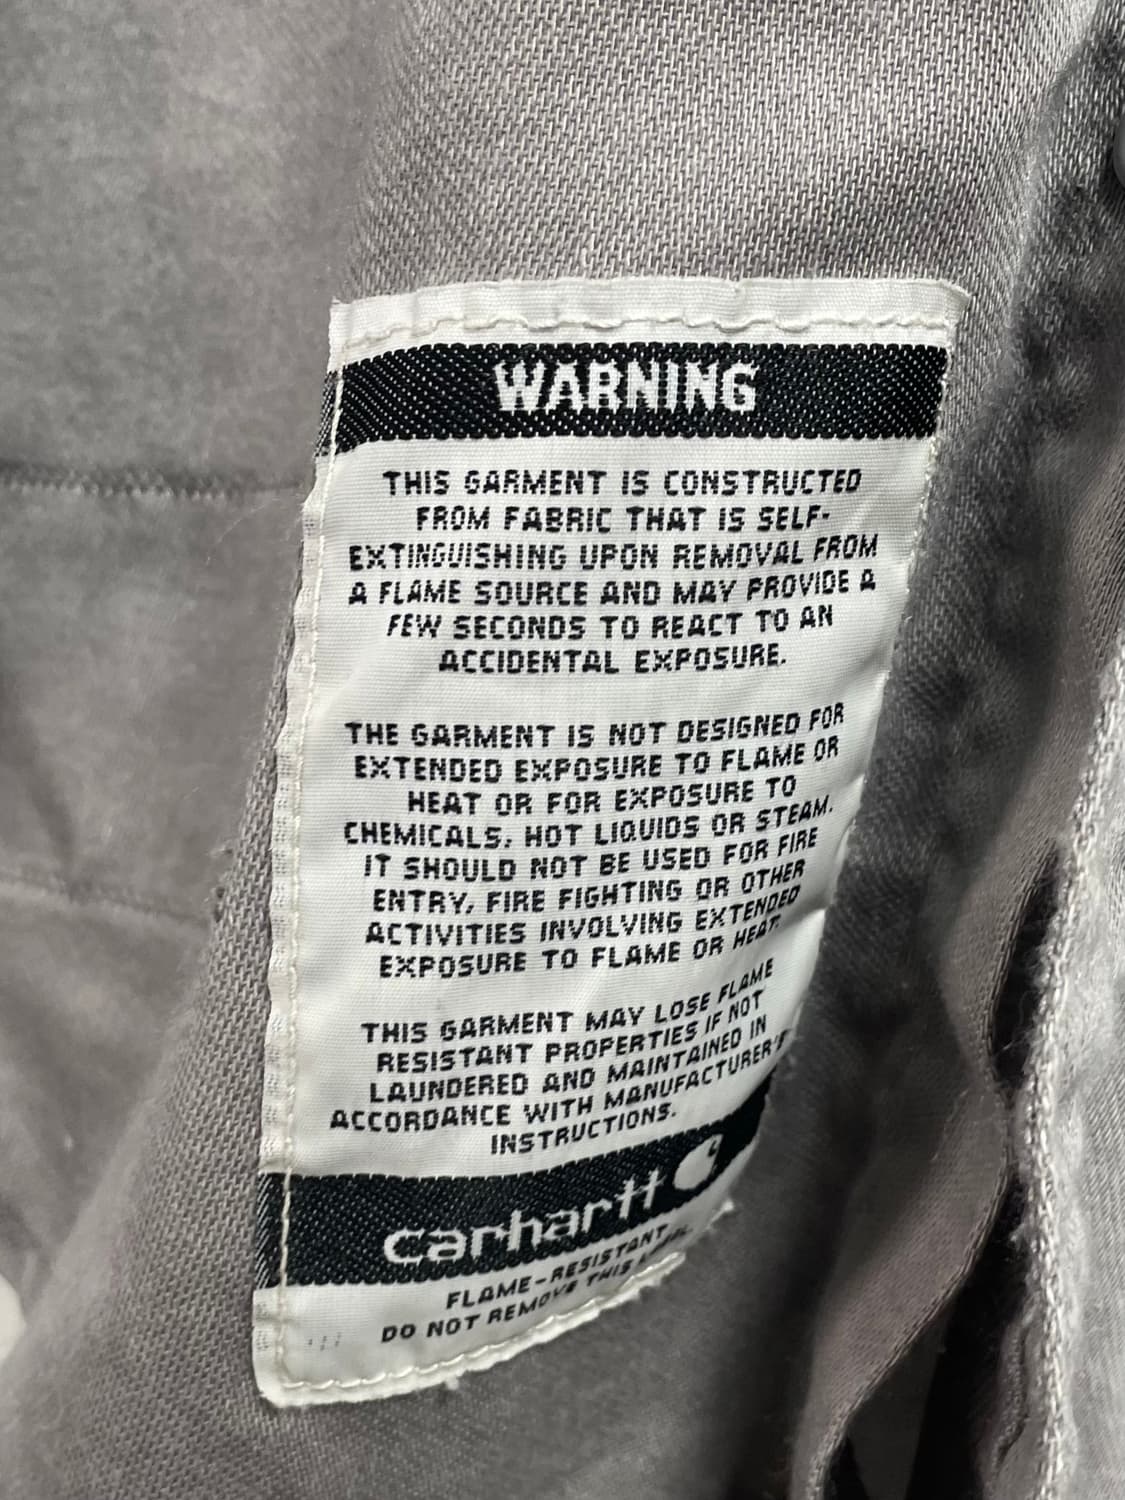 WARNING
THIS GARMENT IS CONSTRUCTED
FROM FABRIC THAT IS SELF-
EXTINGUISHING UPON REMOVAL FROM
A FLAME SOURCE AND MAY PROVIDE A
FEW SECONDS TO REACT TO AN
ACCIDENTAL EXPOSURE.
THE GARMENT IS NOT DESIGNED FOR
EXTENDED EXPOSURE TO FLAME OR
HEAT OR FOR EXPOSURE TO
CHEMICALS, HOT LIQUIDS OR STEAM.
IT SHOULD NOT BE USED FOR FIRE
ENTRY, FIRE FIGHTING OR OTHER
ACTIVITIES INVOLVING EXTENDED
EXPOSURE TO FLAME OR HEAT.
THIS GARMENT MAY LOSE FLAME
RESISTANT PROPERTIES IF NOT
LAUNDERED AND MAINTAINED IN
ACCORDANCE WITH MANUFACTURER'S
INSTRUCTIONS.
carhartt
FLAME-RESISTANT
DO NOT REMOVE THIS